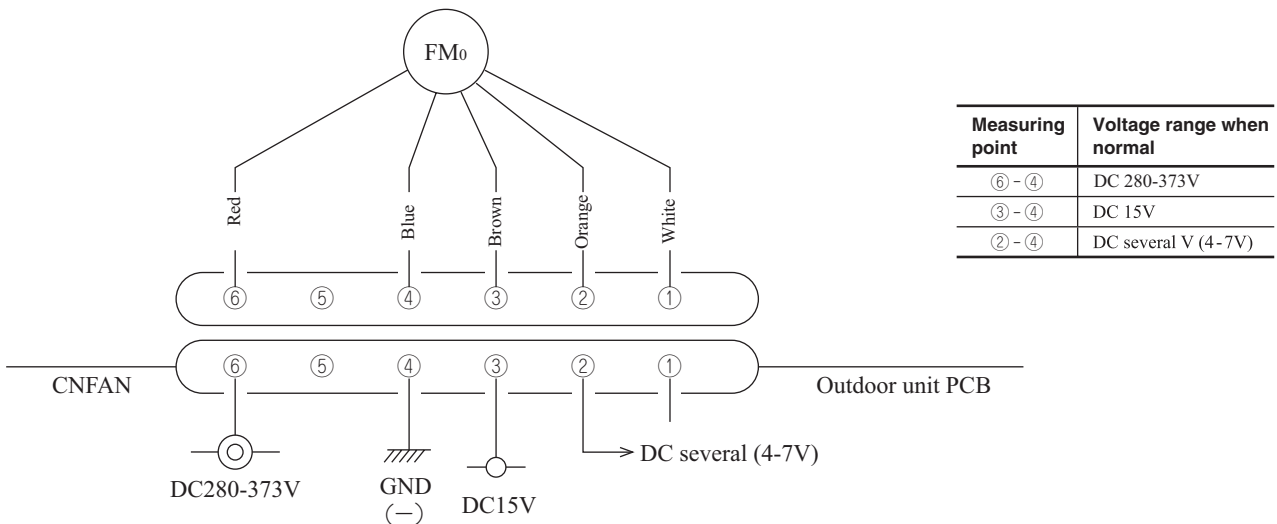 FM0
Red
Blue
Brown
Orange
White
⑥ ⑤ ④ ③ ② ①
⑥ ⑤ ④ ③ ② ①
CNFAN
Outdoor unit PCB
DC280-373V
GND
(−)
DC15V
DC several (4-7V)
Measuring point
Voltage range when normal
⑥ - ④ DC 280-373V
③ - ④ DC 15V
② - ④ DC several V (4-7V)